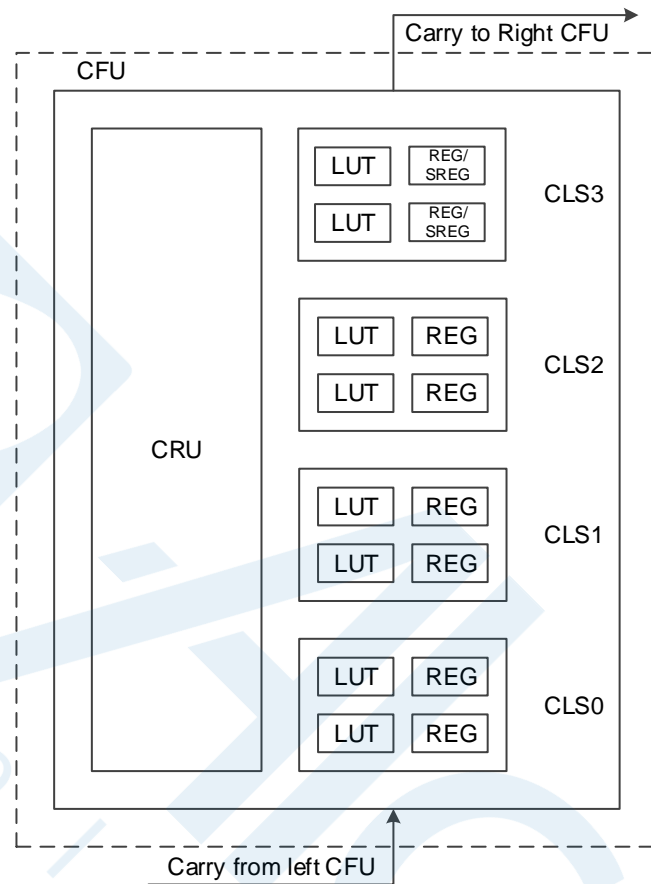 Carry to Right CFU
CFU
LUT
REG/
SREG
LUT
REG/
SREG
CLS3
LUT REG
LUT REG
CLS2
CRU
LUT REG
LUT REG
CLS1
LUT REG
LUT REG
CLS0
Carry from left CFU